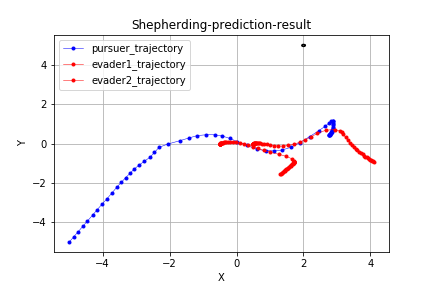 Shepherding-prediction-result
pursuer_trajectory
evader1_trajectory
evader2_trajectory
4
2
0
−2
−4
Y
−4 −2 0 2 4
X